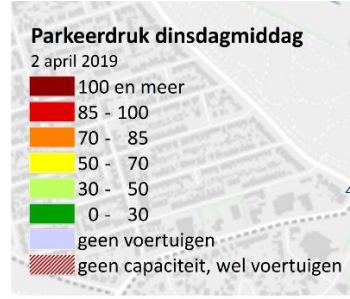 Parkeerdruk dinsdagmiddag
2 april 2019
100 en meer
85 - 100
70 - 85
50 - 70
30 - 50
0 - 30
geen voertuigen
geen capaciteit, wel voertuigen